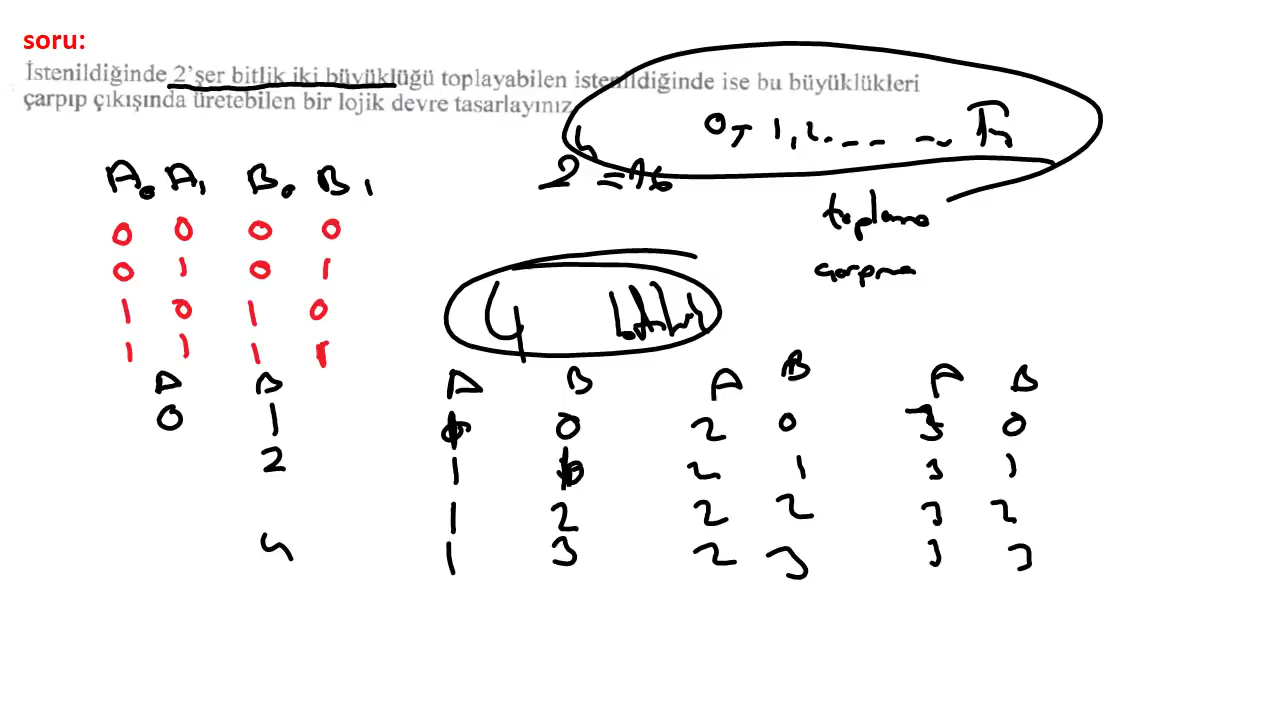 soru:
İstenildiğinde 2'şer bitlik iki büyüklüğü toplayabilen istenildiğinde ise bu büyüklükleri
çarpıp çıkışında üretebilen bir lojik devre tasarlayınız.
0, 1, 2. - - - - 15
2⁴ = 16
A₀ A₁ B₀ B₁
0 0 0 0
0 1 0 1
1 0 1 0
1 1 1 1
toplama
çarpma
4
A B
0 1
2
4
A B
0
1
1 2
1 3
A B
2 0
2 1
2 2
2 3
A B
3 0
3 1
3 2
3 3